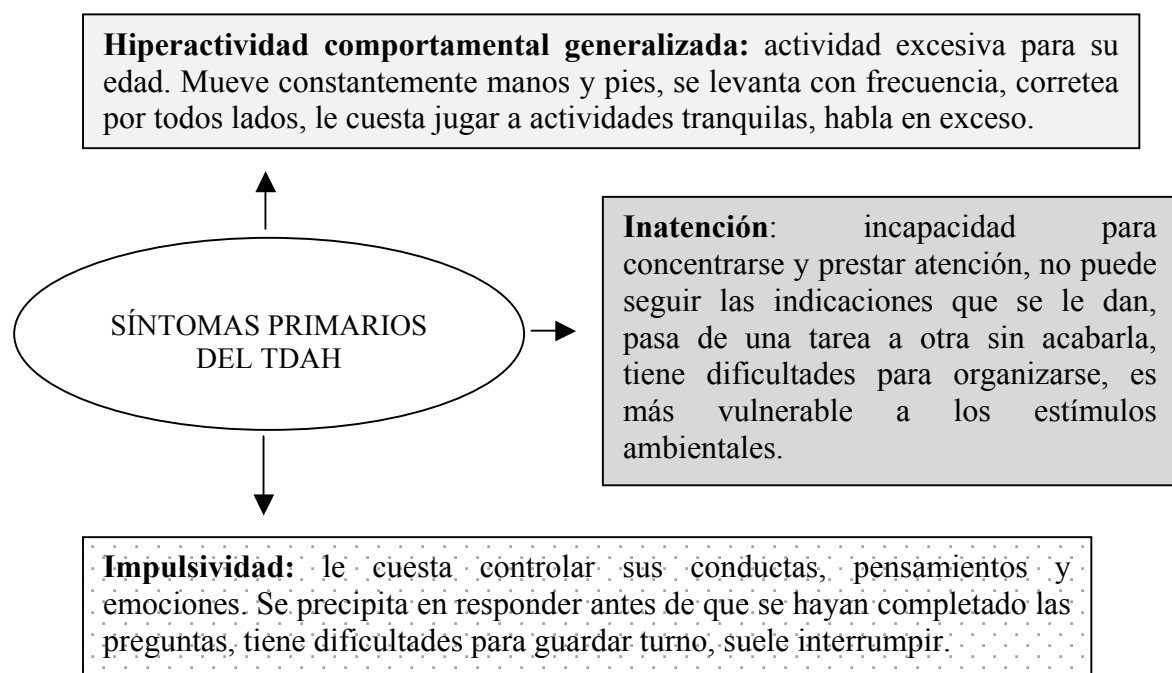 Hiperactividad comportamental generalizada: actividad excesiva para su
edad. Mueve constantemente manos y pies, se levanta con frecuencia, corretea
por todos lados, le cuesta jugar a actividades tranquilas, habla en exceso.
Inatención: incapacidad para
concentrarse y prestar atención, no puede
seguir las indicaciones que se le dan,
pasa de una tarea a otra sin acabarla,
tiene dificultades para organizarse, es
más vulnerable a los estímulos
ambientales.
SÍNTOMAS PRIMARIOS
DEL TDAH
Impulsividad: le cuesta controlar sus conductas, pensamientos y
emociones. Se precipita en responder antes de que se hayan completado las
preguntas, tiene dificultades para guardar turno, suele interrumpir.